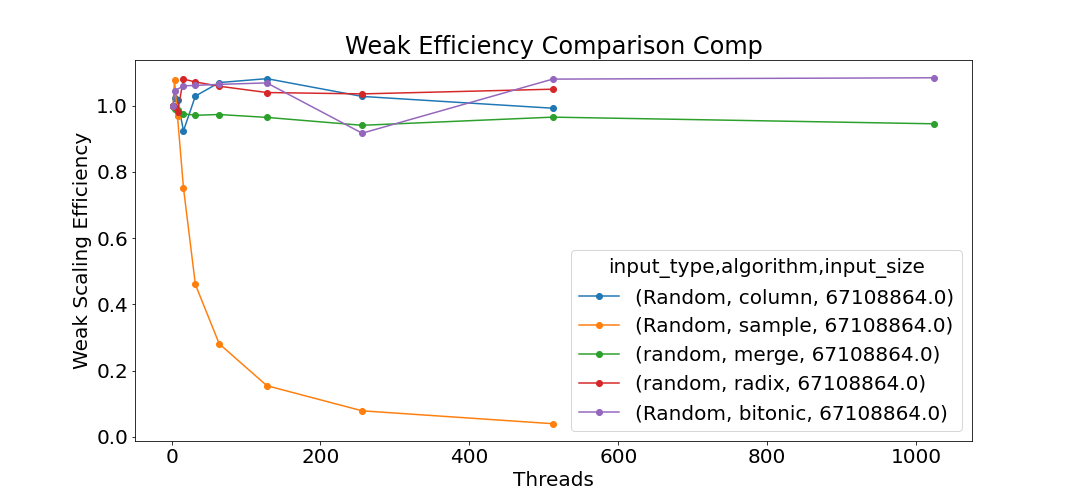 Weak Efficiency Comparison Comp
Weak Scaling Efficiency
1.0
0.8
0.6
0.4
0.2
0.0
input_type,algorithm,input_size
(Random, column, 67108864.0)
(Random, sample, 67108864.0)
(random, merge, 67108864.0)
(random, radix, 67108864.0)
(Random, bitonic, 67108864.0)
0 200 400 600 800 1000
Threads